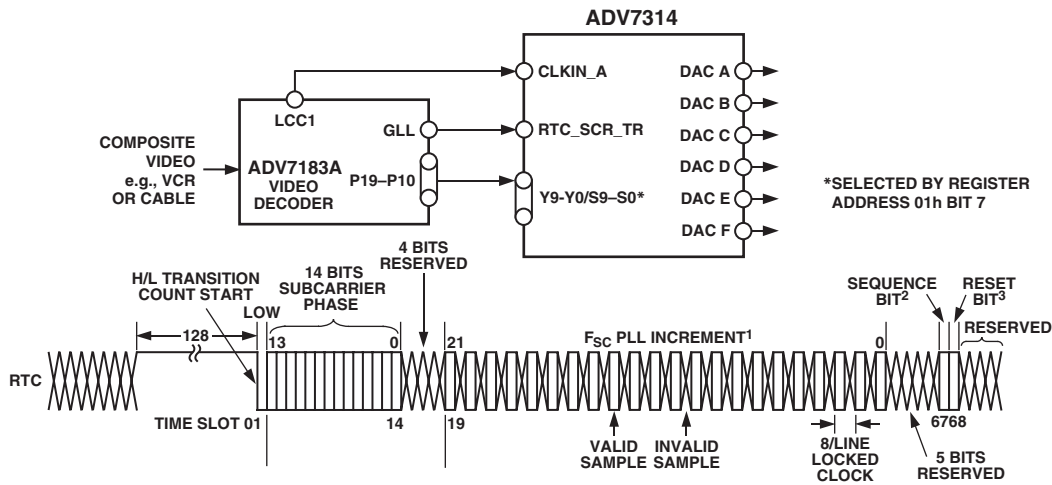 ADV7314
CLKIN_A
DAC A
DAC B
LCC1
GLL
RTC_SCR_TR
DAC C
COMPOSITE
VIDEO
e.g., VCR
OR CABLE
ADV7183A
VIDEO
DECODER
P19–P10
Y9-Y0/S9–S0*
DAC D
DAC E
DAC F
*SELECTED BY REGISTER
ADDRESS 01h BIT 7
H/L TRANSITION
COUNT START
LOW
14 BITS
SUBCARRIER
PHASE
4 BITS
RESERVED
SEQUENCE
BIT2
RESET
BIT3
RESERVED
128
13
0
21
FSC PLL INCREMENT1
0
RTC
TIME SLOT 01
14
19
VALID
SAMPLE
INVALID
SAMPLE
8/LINE
LOCKED
CLOCK
6768
5 BITS
RESERVED